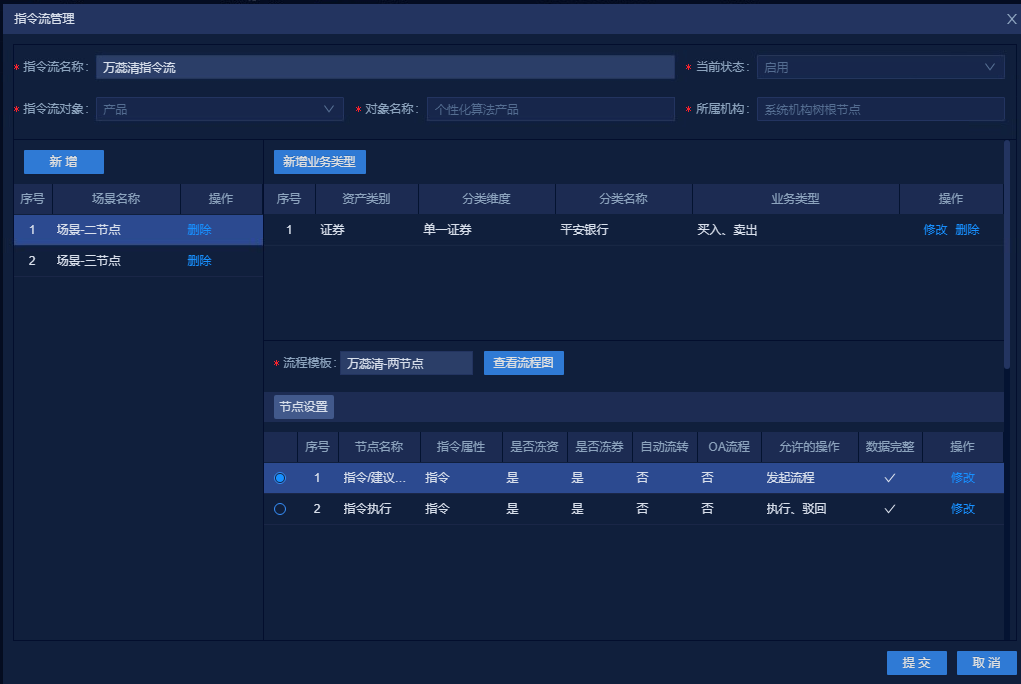 指令流管理
* 指令流名称: 万蕊清指令流 * 当前状态: 启用
* 指令流对象: 产品 * 对象名称: 个性化算法产品 * 所属机构: 系统机构树根节点
新 增 新增业务类型
序号 场景名称 操作 序号 资产类别 分类维度 分类名称 业务类型 操作
1 场景-二节点 删除 1 证券 单一证券 平安银行 买入、卖出 修改 删除
2 场景-三节点 删除
* 流程模板: 万蕊清-两节点 查看流程图
节点设置
序号 节点名称 指令属性 是否冻资 是否冻券 自动流转 OA流程 允许的操作 数据完整 操作
1 指令/建议... 指令 是 是 否 否 发起流程 修改
2 指令执行 指令 是 是 否 否 执行、驳回 修改
提 交 取 消